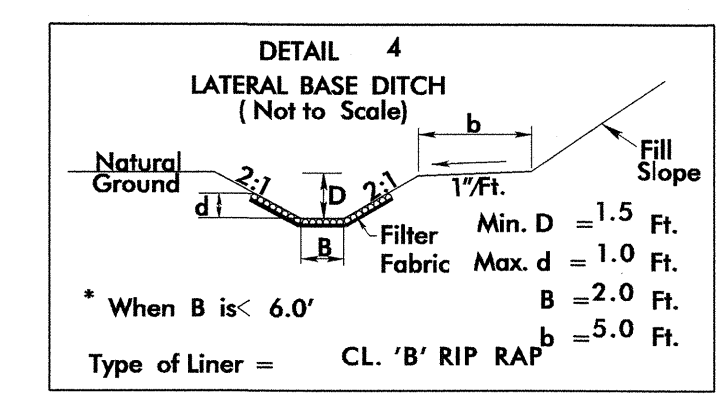 DETAIL 4
LATERAL BASE DITCH
( Not to Scale)
b
Natural
Ground
2:1
D
2:1
1"/Ft.
Fill
Slope
d
B
Filter
Fabric
Min. D =1.5 Ft.
Max. d = 1.0 Ft.
B =2.0 Ft.
b =5.0 Ft.
* When B is< 6.0'
Type of Liner = CL. 'B' RIP RAP